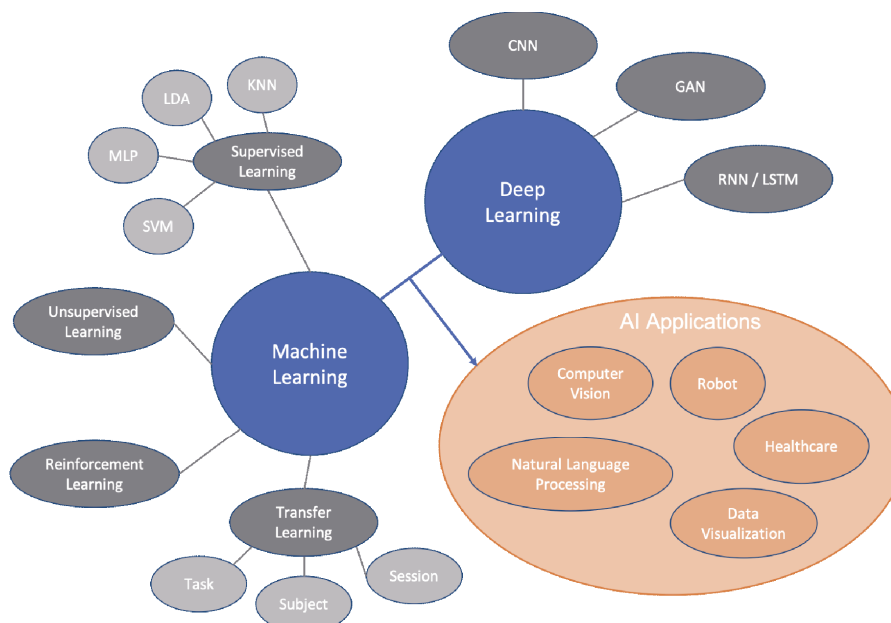 CNN
KNN
LDA
GAN
MLP
Supervised
Learning
RNN / LSTM
Deep
Learning
SVM
Unsupervised
Learning
AI Applications
Machine
Learning
Computer
Vision
Robot
Healthcare
Reinforcement
Learning
Natural Language
Processing
Transfer
Learning
Data
Visualization
Task
Session
Subject